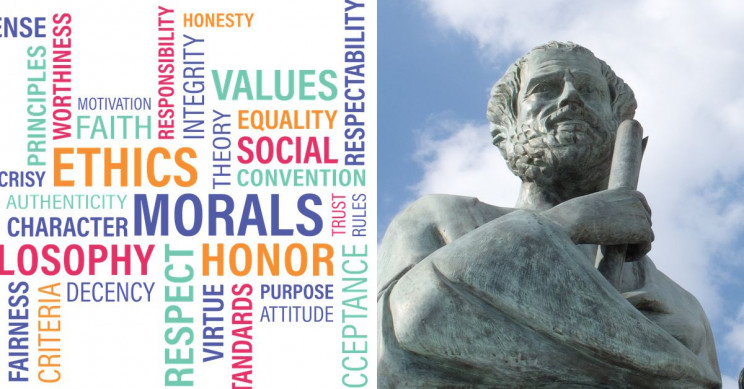 ENSE
PRINCIPLES
WORTHINESS
RESPONSIBILITY
HONESTY
INTEGRITY
VALUES
RESPECTABILITY
MOTIVATION
FAITH
THEORY
EQUALITY
SOCIAL
ETHICS
CONVENTION
CRISY
AUTHENTICITY
CHARACTER
MORALS
TRUST
RULES
LOSOPHY
RESPECT
HONOR
CCEPTANCE
FAIRNESS
CRITERIA
DECENCY
VIRTUE
TANDARDS
PURPOSE
ATTITUDE